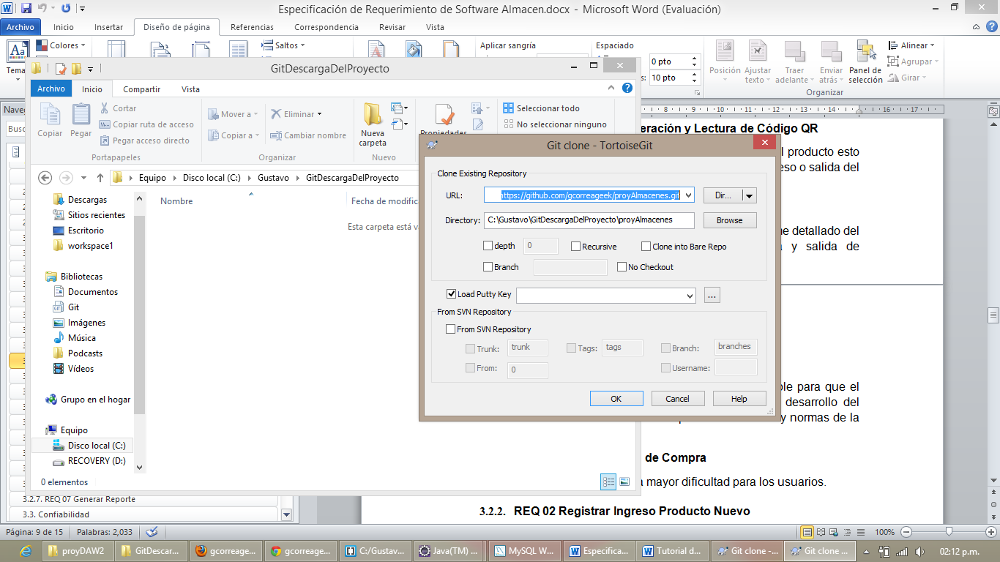 Especificación de Requerimiento de Software Almacen.docx - Microsoft Word (Evaluación)
Archivo Inicio Insertar Diseño de página Referencias Correspondencia Revisar Vista
Colores Saltos Aplicar sangría Espaciado
0 pto
10 pto
Posición Ajustar texto Traer adelante Enviar atrás Panel de selección
Alinear
Agrupar
Girar
Organizar
GitDescargaDelProyecto
Archivo Inicio Compartir Vista
Copiar Pegar
Cortar
Copiar ruta de acceso
Pegar acceso directo
Portapapeles
Mover a
Copiar a
Eliminar
Cambiar nombre
Organizar
Nueva carpeta
Nuevo
Propiedades
Seleccionar todo
No seleccionar ninguno
Equipo Disco local (C:) Gustavo GitDescargaDelProyecto
Descargas
Sitios recientes
Escritorio
workspace1
Bibliotecas
Documentos
Git
Imágenes
Música
Podcasts
Vídeos
Grupo en el hogar
Equipo
Disco local (C:)
RECOVERY (D:)
Nombre
Fecha de modific
Esta carpeta está va
0 elementos
Git clone - TortoiseGit
Clone Existing Repository
URL: https://github.com/gcorreageek/proyAlmacenes.git Dir...
Directory: C:\Gustavo\GitDescargaDelProyecto\proyAlmacenes Browse
depth 0 Recursive Clone into Bare Repo
Branch No Checkout
Load Putty Key ...
From SVN Repository
From SVN Repository
Trunk: trunk Tags: tags Branch: branches
From: 0 Username:
OK Cancel Help
8 9 10 11 12 13 14 16 17
eración y Lectura de Código QR
l producto esto
eso o salida del
ne detallado del
a y salida de
ble para que el
desarrollo del
y normas de la
de Compra
a mayor dificultad para los usuarios.
3.2.2. REQ 02 Registrar Ingreso Producto Nuevo
3.2.7. REQ 07 Generar Reporte
3.3. Confiabilidad
Página: 9 de 15 Palabras: 2,033
100%
proyDAW2 GitDescar... gcorreage... gcorreage... C:/Gustav... Java(TM) ... MySQL W... Especifica... Tutorial d... Git clone -... Git clone ...
02:12 p.m.